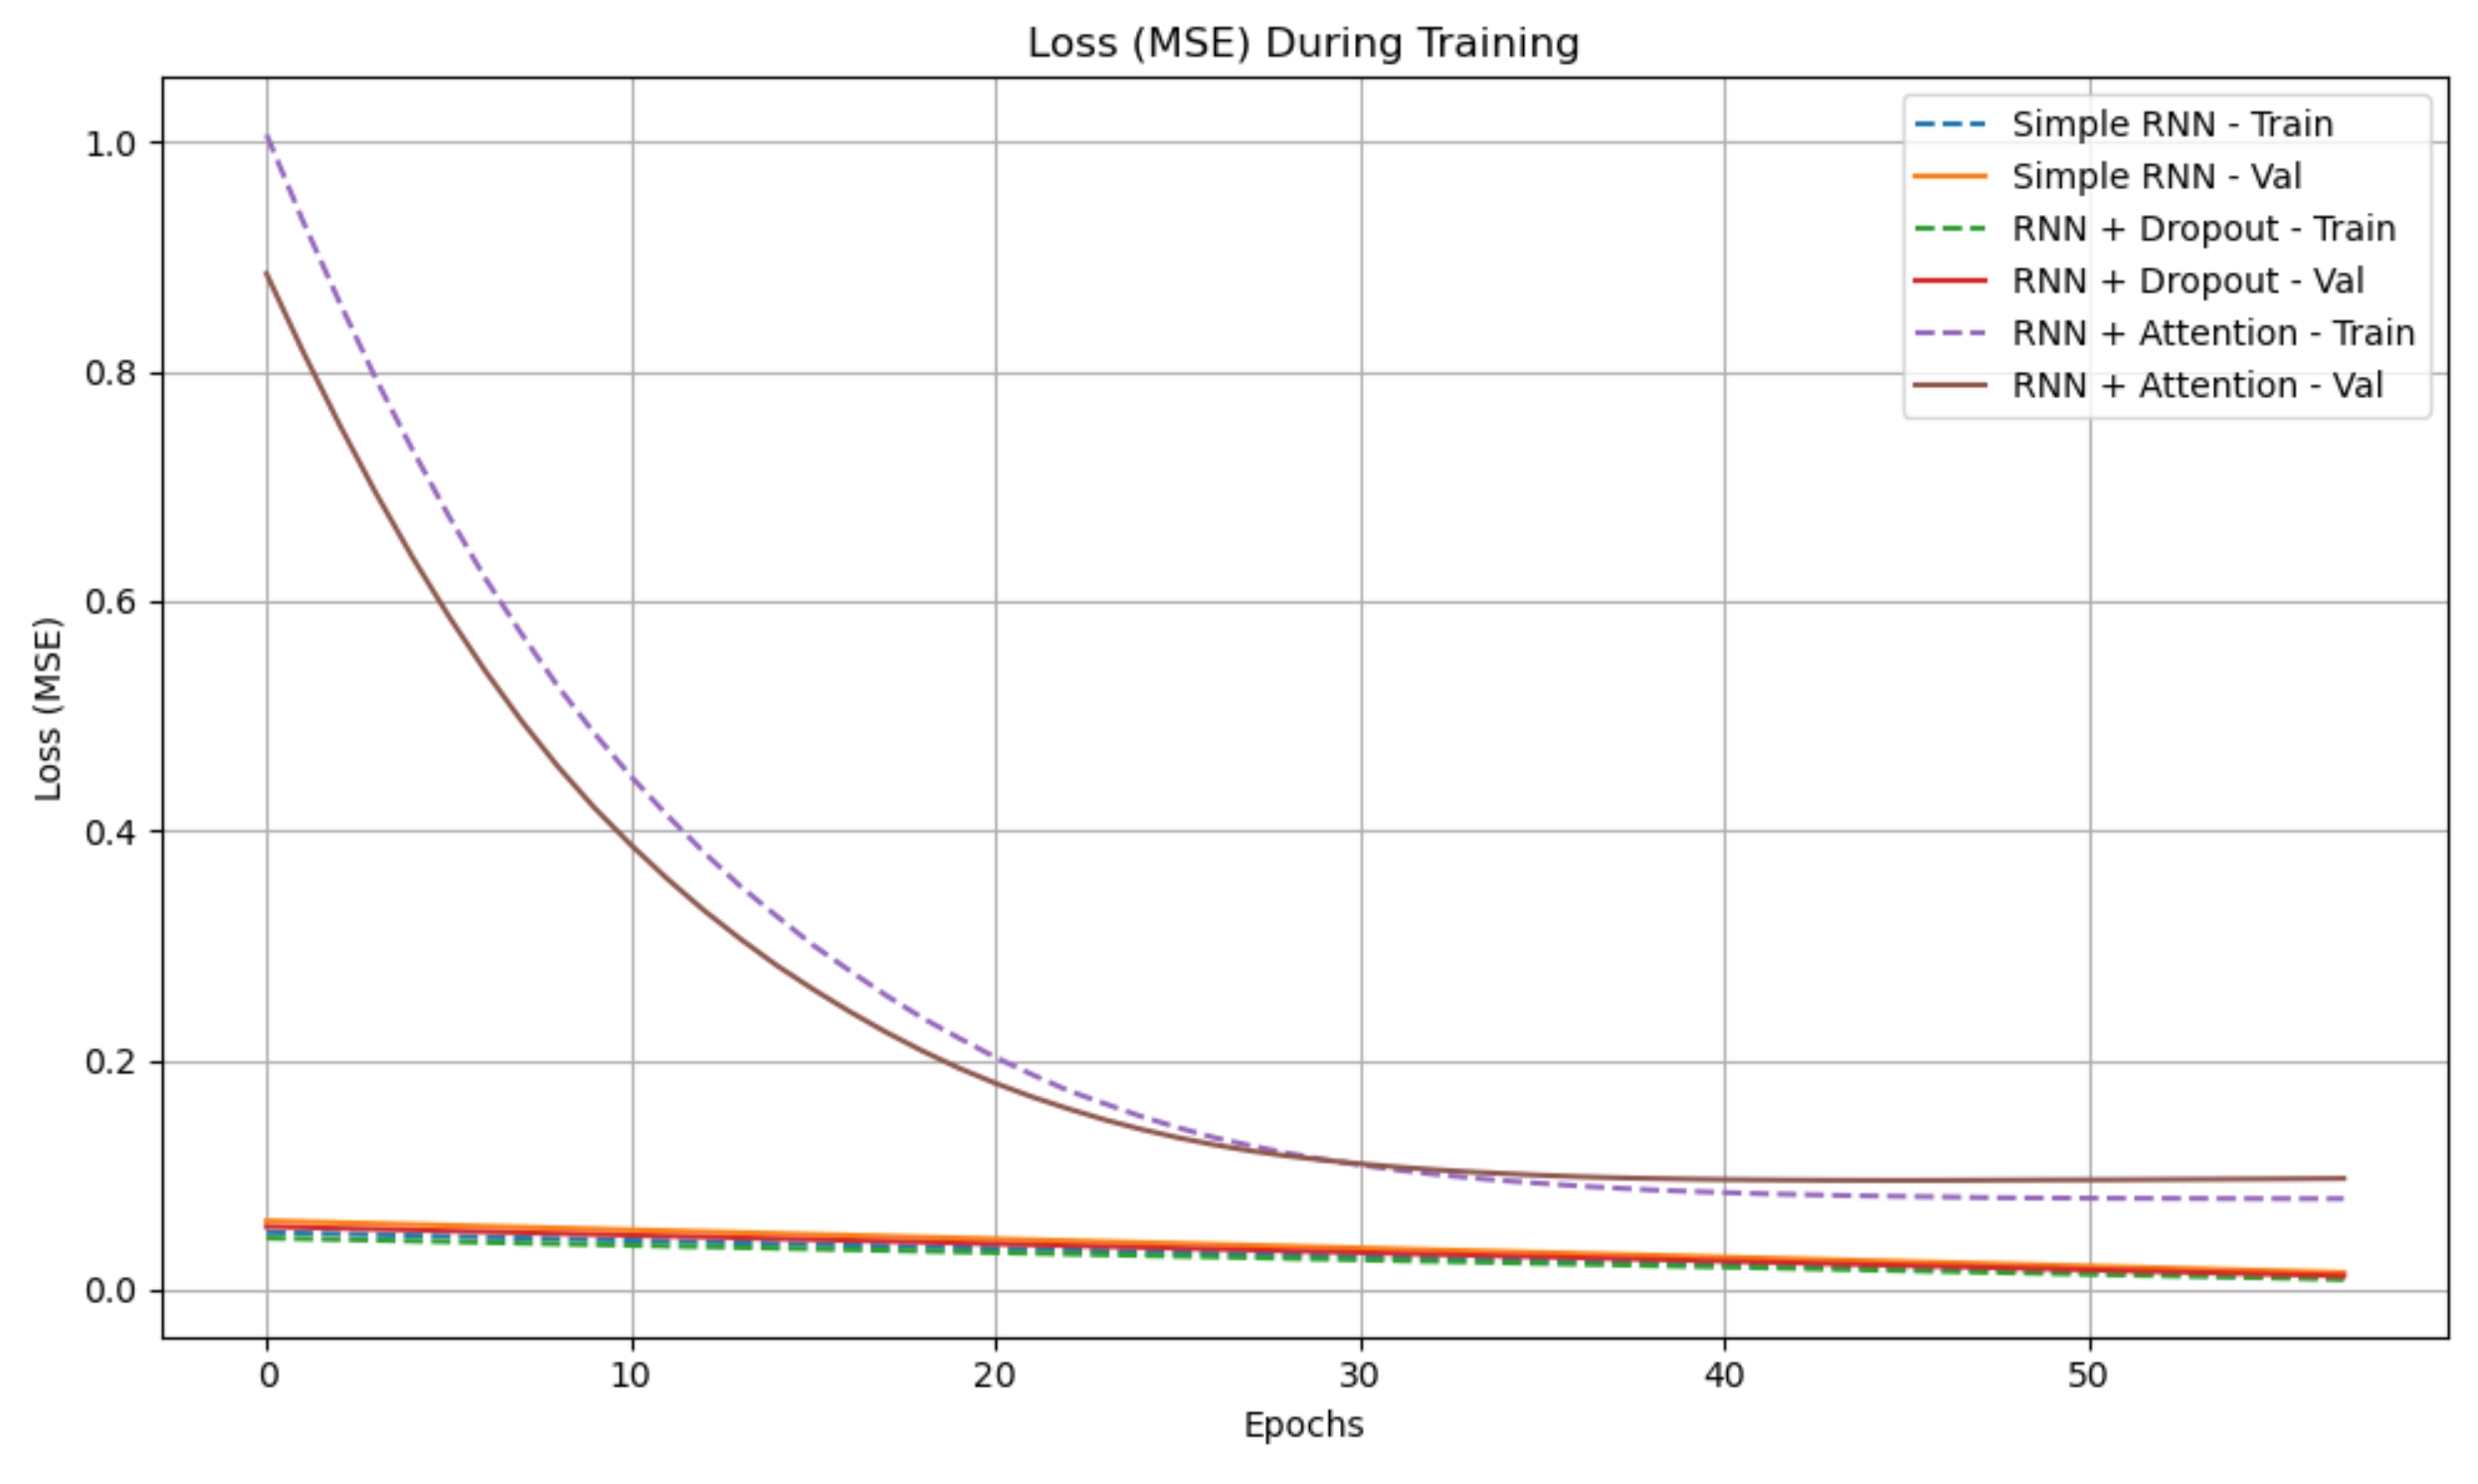 Loss (MSE) During Training
1.0
0.8
0.6
0.4
0.2
0.0
Loss (MSE)
Simple RNN - Train
Simple RNN - Val
RNN + Dropout - Train
RNN + Dropout - Val
RNN + Attention - Train
RNN + Attention - Val
0 10 20 30 40 50
Epochs